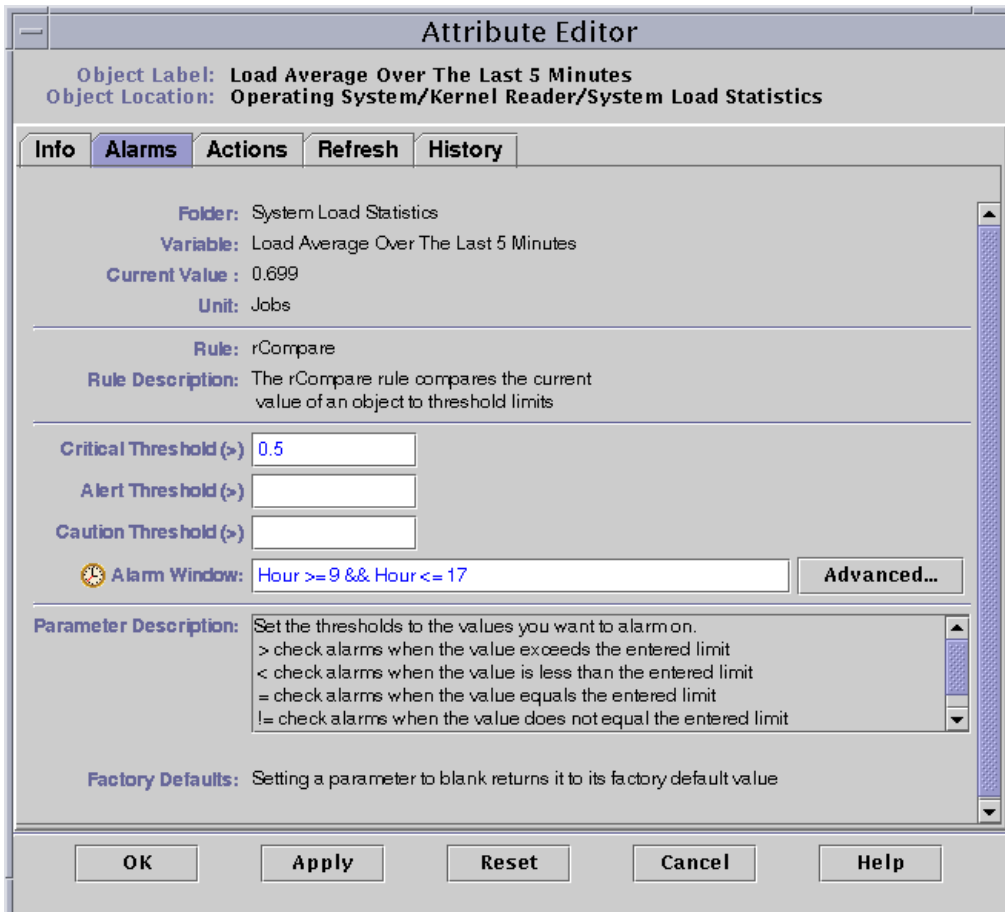 Attribute Editor
Object Label: Load Average Over The Last 5 Minutes
Object Location: Operating System/Kernel Reader/System Load Statistics
Info Alarms Actions Refresh History
Folder: System Load Statistics
Variable: Load Average Over The Last 5 Minutes
Current Value : 0.699
Unit: Jobs
Rule: rCompare
Rule Description: The rCompare rule compares the current
value of an object to threshold limits
Critical Threshold (>) 0.5
Alert Threshold (>)
Caution Threshold (>)
Alarm Window: Hour >= 9 && Hour <= 17 Advanced...
Parameter Description: Set the thresholds to the values you want to alarm on.
> check alarms when the value exceeds the entered limit
< check alarms when the value is less than the entered limit
= check alarms when the value equals the entered limit
!= check alarms when the value does not equal the entered limit
Factory Defaults: Setting a parameter to blank returns it to its factory default value
OK Apply Reset Cancel Help